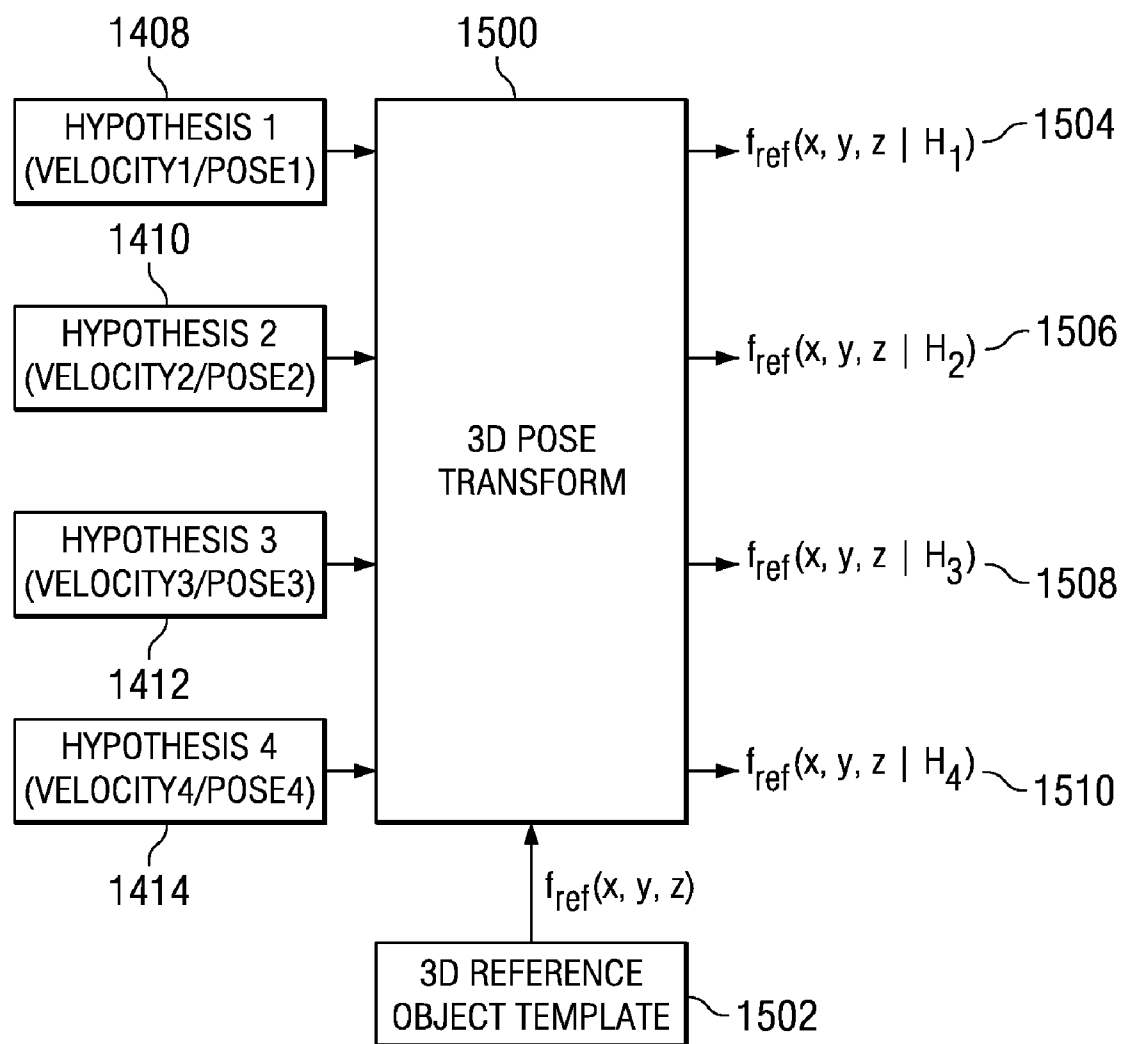 1408
1500
HYPOTHESIS 1
(VELOCITY1/POSE1)
f_ref(x, y, z | H_1)
1504
1410
HYPOTHESIS 2
(VELOCITY2/POSE2)
f_ref(x, y, z | H_2)
1506
3D POSE
TRANSFORM
HYPOTHESIS 3
(VELOCITY3/POSE3)
f_ref(x, y, z | H_3)
1508
1412
HYPOTHESIS 4
(VELOCITY4/POSE4)
f_ref(x, y, z | H_4)
1510
1414
f_ref(x, y, z)
3D REFERENCE
OBJECT TEMPLATE
1502